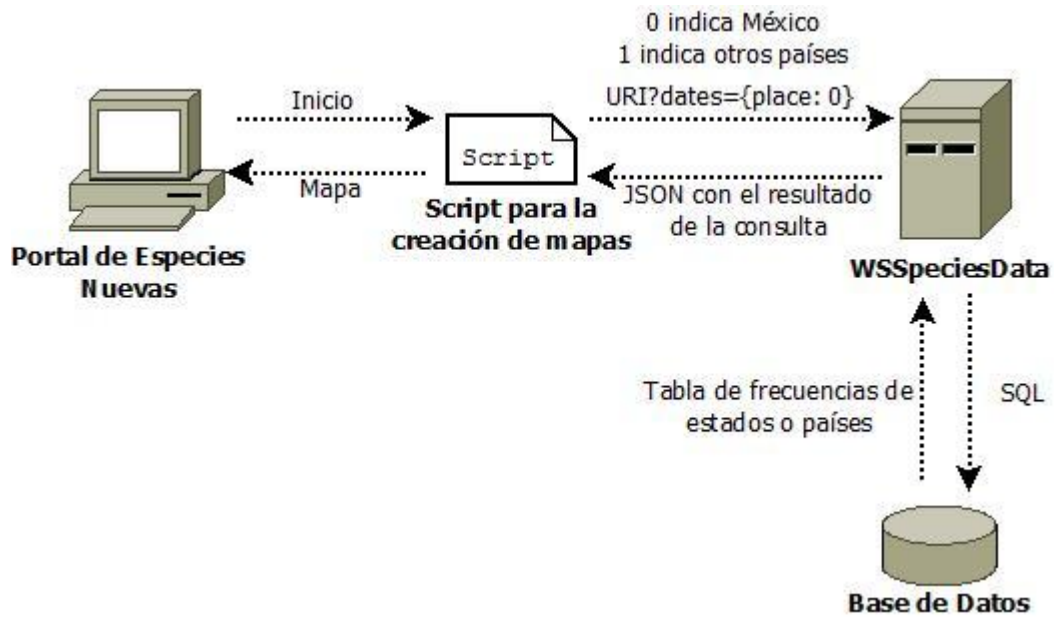 0 indica México
1 indica otros países
Inicio
URI?dates={place: 0}
Script
Mapa
JSON con el resultado
de la consulta
Script para la
creación de mapas
Portal de Especies
Nuevas
WSSpeciesData
Tabla de frecuencias de
estados o países
SQL
Base de Datos